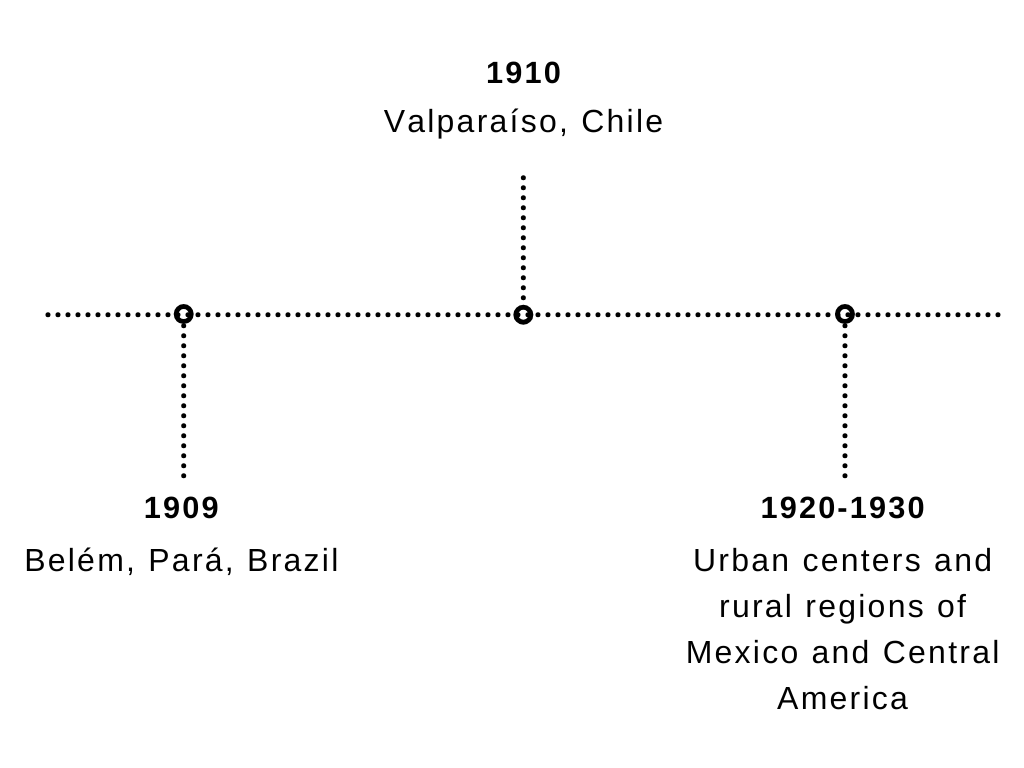 1910
Valparaíso, Chile
1909
Belém, Pará, Brazil
1920-1930
Urban centers and
rural regions of
Mexico and Central
America